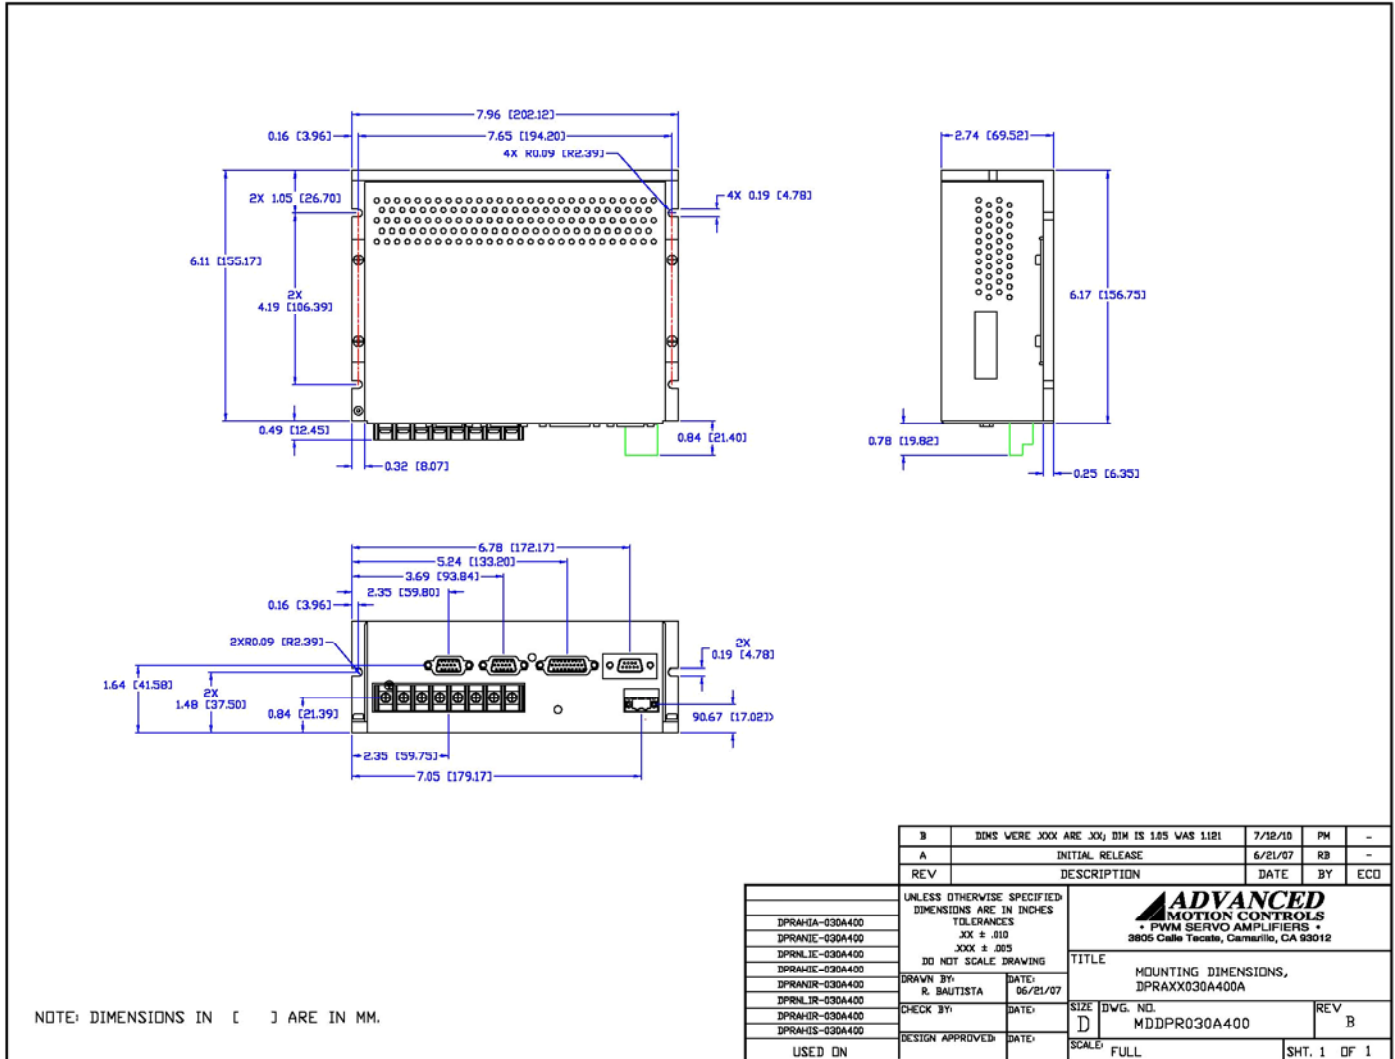 7.96 [202.12]
0.16 [3.96]
7.65 [194.20]
4X R0.09 [R2.39]
2X 1.05 [26.70]
4X 0.19 [4.78]
6.11 [155.17]
2X
4.19 [106.39]
0.49 [12.45]
0.84 [21.40]
0.32 [8.07]
2.74 [69.52]
6.17 [156.75]
0.78 [19.82]
0.25 [6.35]
6.78 [172.17]
5.24 [133.20]
3.69 [93.84]
2.35 [59.80]
0.16 [3.96]
2XR0.09 [R2.39]
2X
0.19 [4.78]
1.64 [41.58]
2X
1.48 [37.50]
0.84 [21.39]
90.67 [17.02])
2.35 [59.75]
7.05 [179.17]
B DIMS WERE .XXX ARE .XX; DIM IS 1.05 WAS 1.121 7/12/10 PM -
A INITIAL RELEASE 6/21/07 RB -
REV DESCRIPTION DATE BY ECO
DPRAHIA-030A400
DPRANIE-030A400
DPRNLIE-030A400
DPRAHIE-030A400
DPRANIR-030A400
DPRNLIR-030A400
DPRAHIR-030A400
DPRAHIS-030A400
USED ON
UNLESS OTHERWISE SPECIFIED:
DIMENSIONS ARE IN INCHES
TOLERANCES
.XX ± .010
.XXX ± .005
DO NOT SCALE DRAWING
DRAWN BY: DATE:
R. BAUTISTA 06/21/07
CHECK BY: DATE:
DESIGN APPROVED: DATE:
ADVANCED
MOTION CONTROLS
• PWM SERVO AMPLIFIERS •
3805 Calle Tecate, Camarillo, CA 93012
TITLE
MOUNTING DIMENSIONS,
DPRAXX030A400A
SIZE DWG. NO. REV
D MDDPR030A400 B
SCALE: FULL SHT. 1 OF 1
NOTE: DIMENSIONS IN [ ] ARE IN MM.